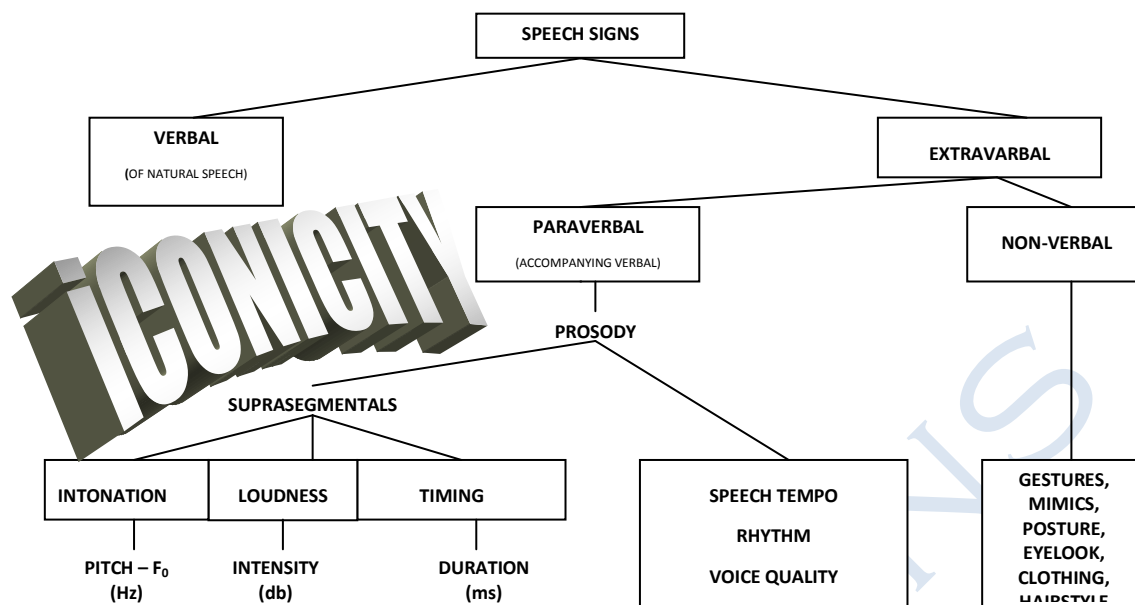 SPEECH SIGNS
VERBAL
(OF NATURAL SPEECH)
EXTRAVARBAL
PARAVERBAL
(ACCOMPANYING VERBAL)
NON-VERBAL
iCONICITY
PROSODY
SUPRASEGMENTALS
INTONATION
LOUDNESS
TIMING
SPEECH TEMPO
RHYTHM
VOICE QUALITY
GESTURES,
MIMICS,
POSTURE,
EYELOOK,
CLOTHING,
HAIRSTYLE
PITCH – F₀
(Hz)
INTENSITY
(db)
DURATION
(ms)